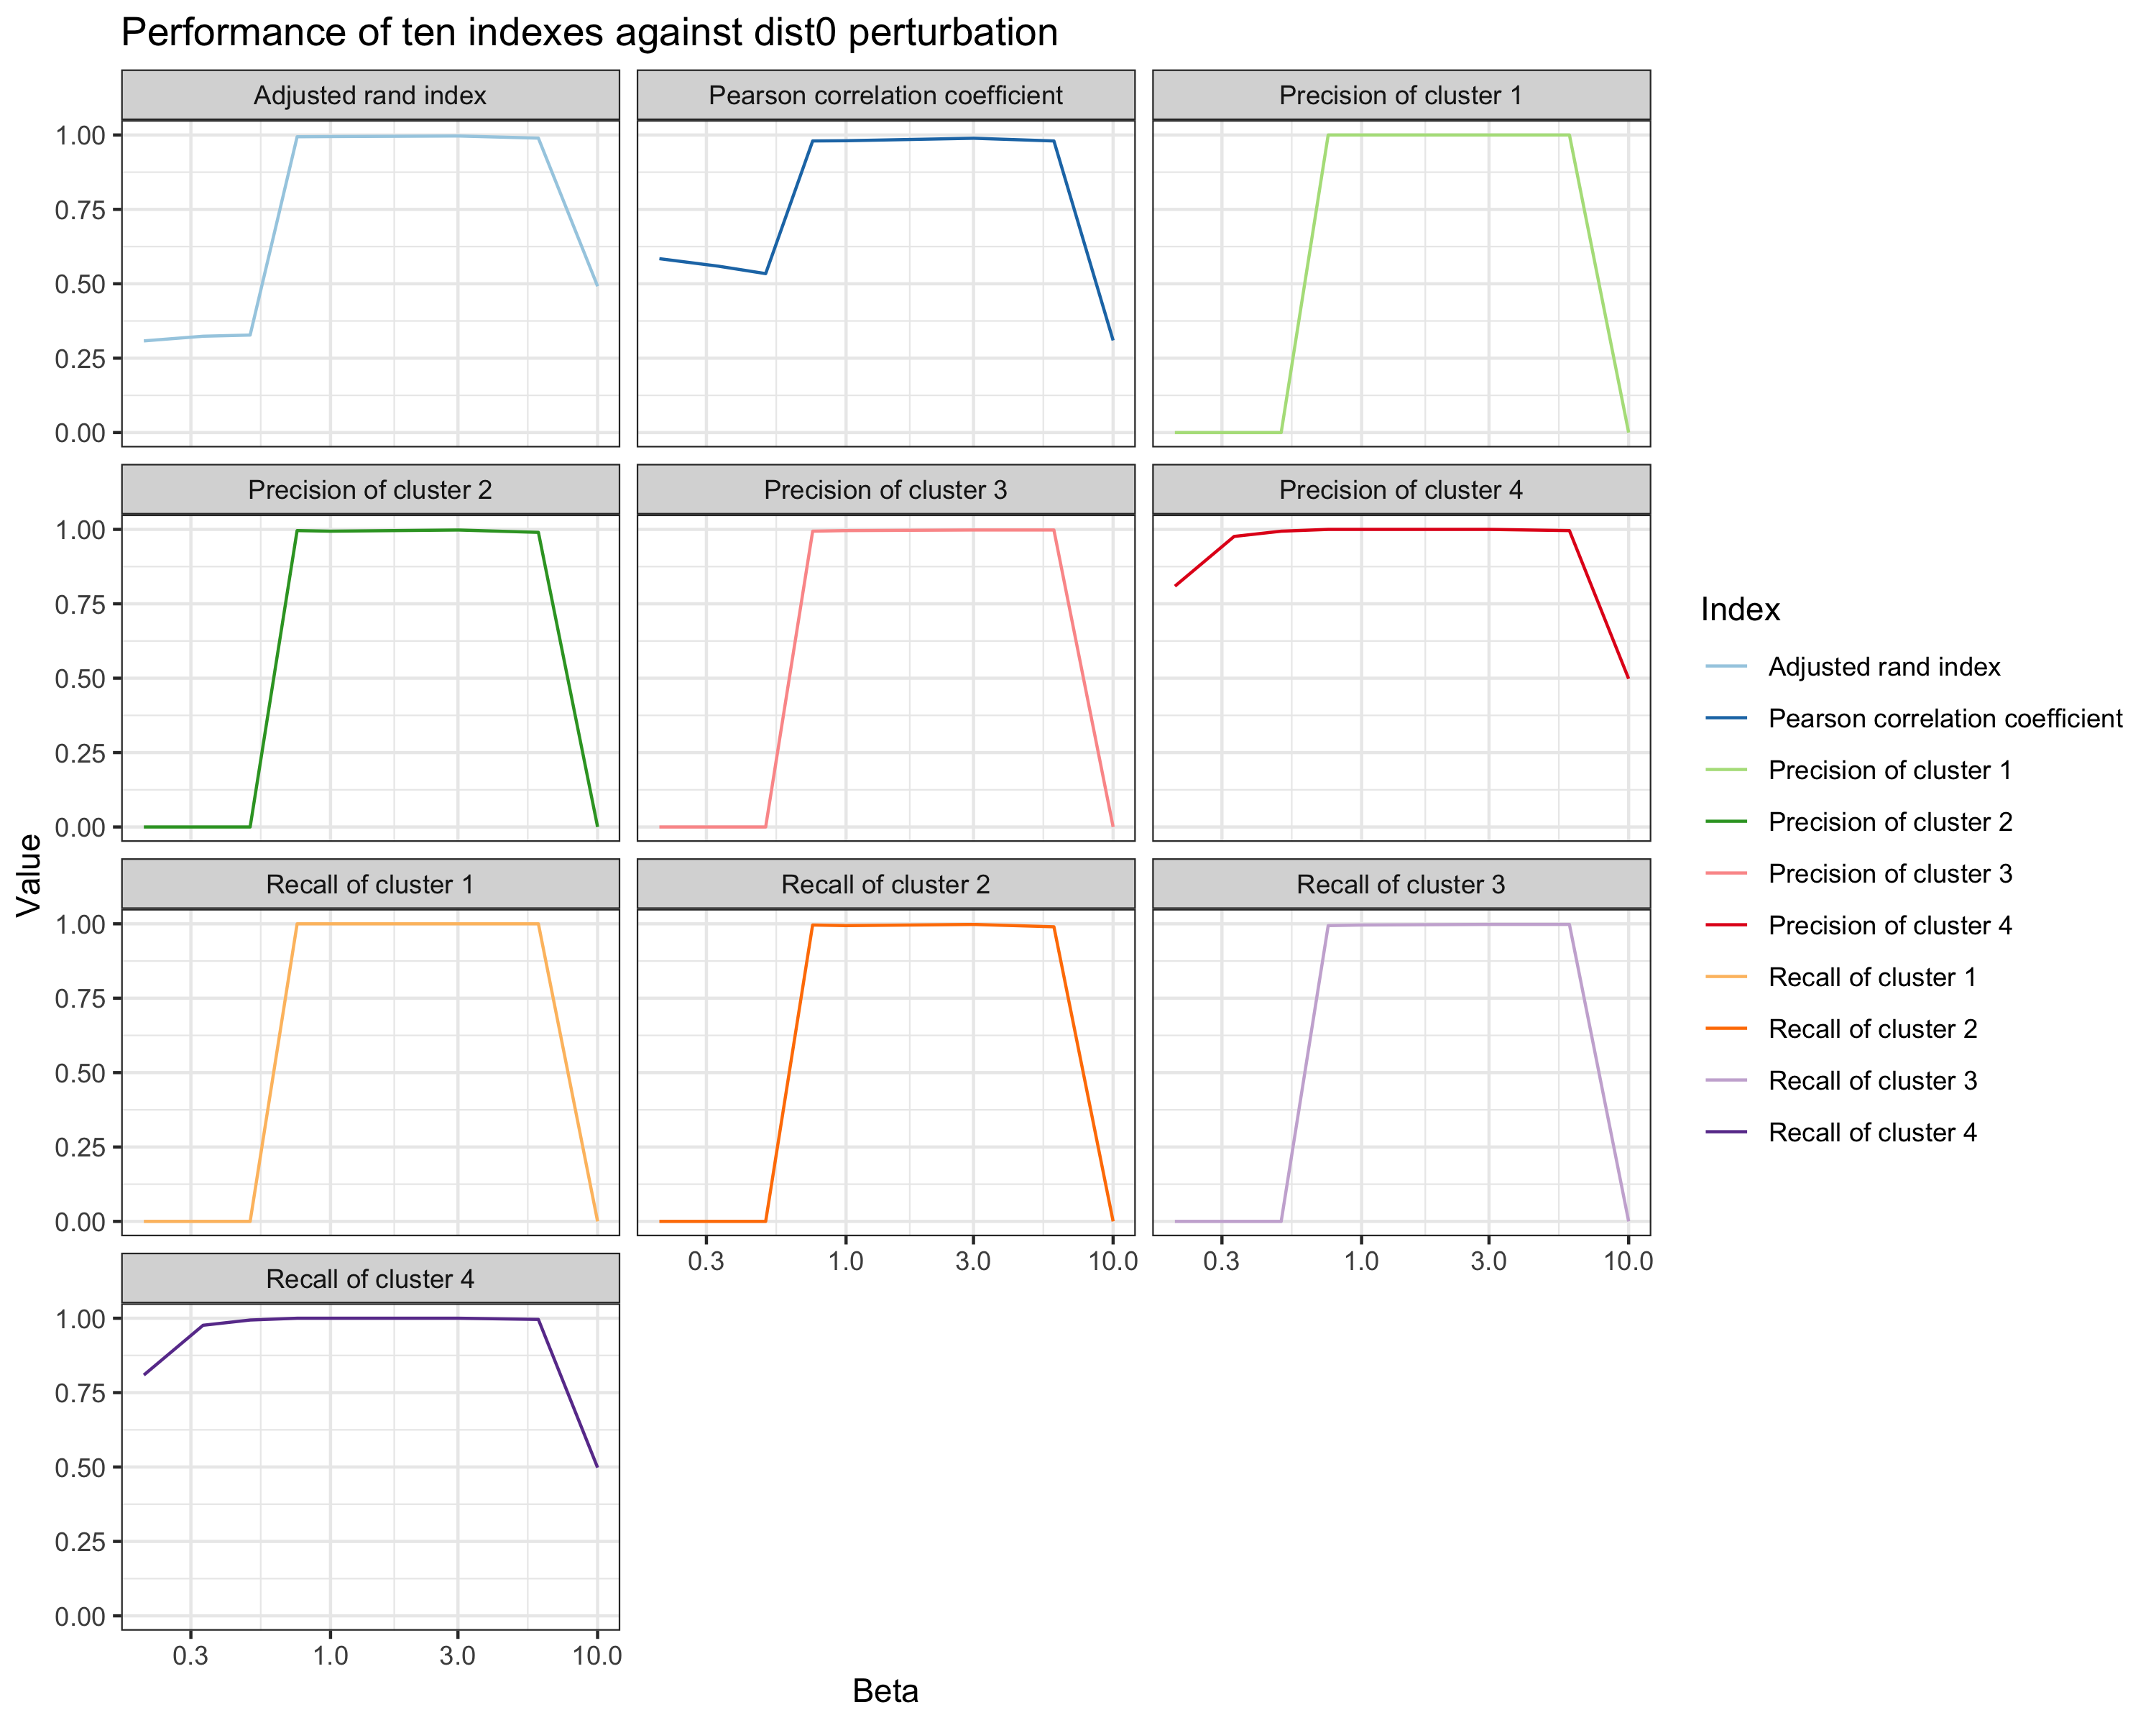 Performance of ten indexes against dist0 perturbation
Adjusted rand index
Pearson correlation coefficient
Precision of cluster 1
1.00
0.75
0.50
0.25
0.00
Precision of cluster 2
Precision of cluster 3
Precision of cluster 4
1.00
0.75
0.50
0.25
0.00
Recall of cluster 1
Recall of cluster 2
Recall of cluster 3
1.00
0.75
0.50
0.25
0.00
0.3 1.0 3.0 10.0
0.3 1.0 3.0 10.0
Recall of cluster 4
1.00
0.75
0.50
0.25
0.00
0.3 1.0 3.0 10.0
Value
Beta
Index
Adjusted rand index
Pearson correlation coefficient
Precision of cluster 1
Precision of cluster 2
Precision of cluster 3
Precision of cluster 4
Recall of cluster 1
Recall of cluster 2
Recall of cluster 3
Recall of cluster 4